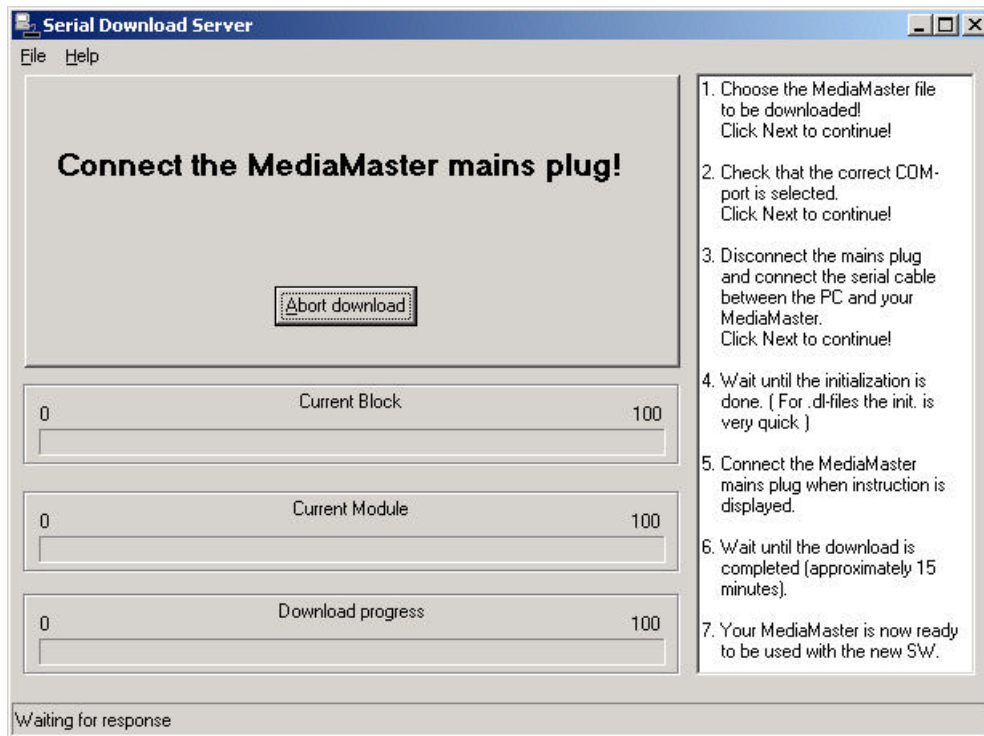 Serial Download Server
File Help
Connect the MediaMaster mains plug!
Abort download
Current Block
0 100
Current Module
0 100
Download progress
0 100
1. Choose the MediaMaster file
to be downloaded!
Click Next to continue!
2. Check that the correct COM-
port is selected.
Click Next to continue!
3. Disconnect the mains plug
and connect the serial cable
between the PC and your
MediaMaster.
Click Next to continue!
4. Wait until the initialization is
done. ( For .dl-files the init. is
very quick )
5. Connect the MediaMaster
mains plug when instruction is
displayed.
6. Wait until the download is
completed (approximately 15
minutes).
7. Your MediaMaster is now ready
to be used with the new SW.
Waiting for response